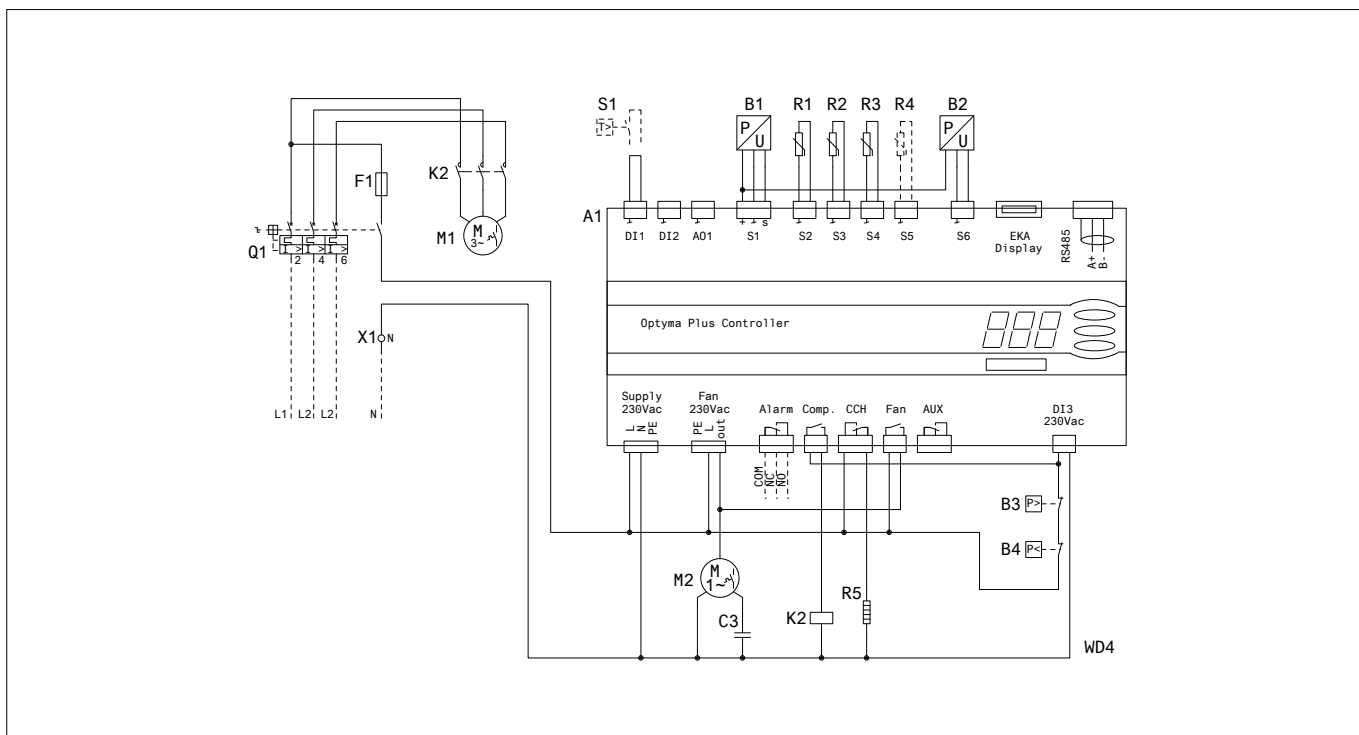 S1 B1 R1 R2 R3 R4 B2
T> P U P U
F1 K2
M1 M 3~
Q1 I> I> I>
2 4 6
A1
+ s
DI1 DI2 AO1 S1 S2 S3 S4 S5 S6 EKA Display RS485 A+ B-
Optyma Plus Controller
X1 N
L1 L2 L2 N
Supply 230Vac Fan 230Vac Alarm Comp. CCH Fan AUX DI3 230Vac
L N PE PE L out
COM NC NO
B3 P>
B4 P<
M2 M 1~
C3 K2 R5
WD4